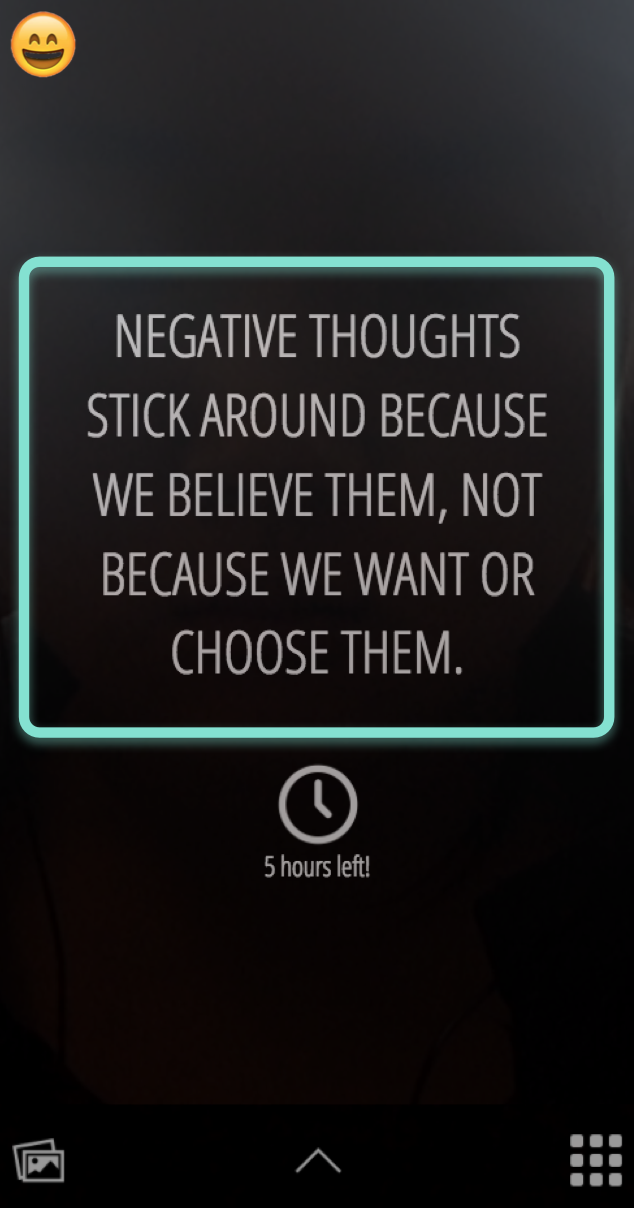 NEGATIVE THOUGHTS
STICK AROUND BECAUSE
WE BELIEVE THEM, NOT
BECAUSE WE WANT OR
CHOOSE THEM.
5 hours left!